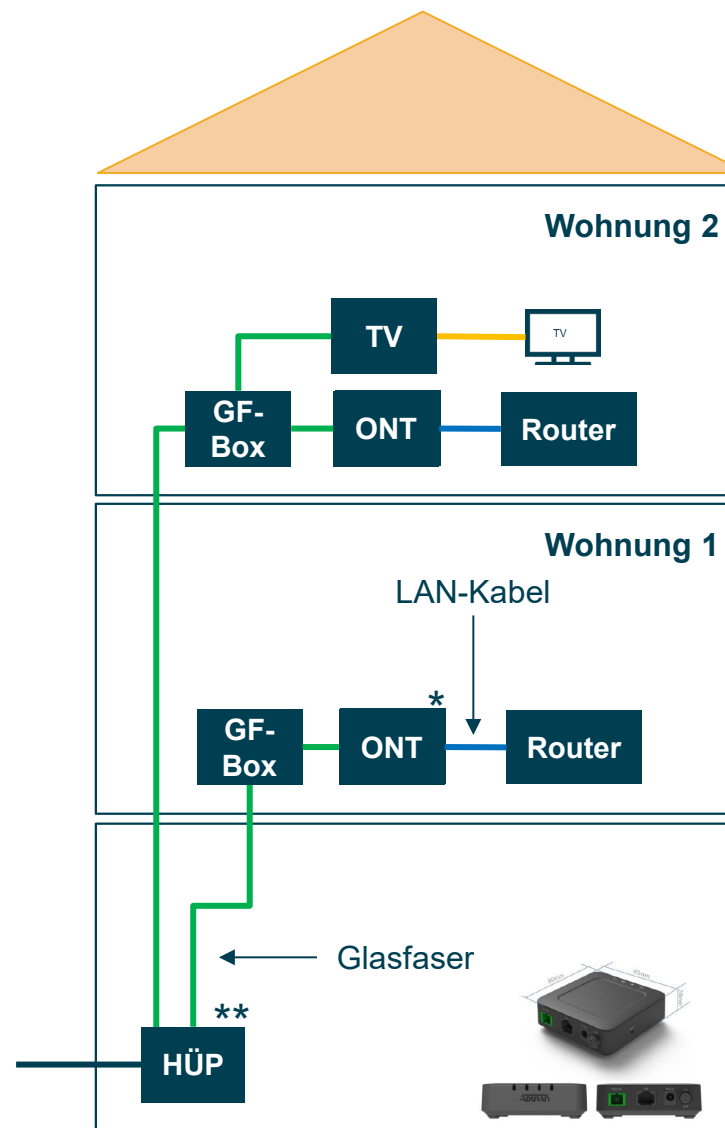 Wohnung 2
TV
TV
GF-
Box
ONT
Router
Wohnung 1
LAN-Kabel
*
GF-
Box
ONT
Router
Glasfaser
**
HÜP